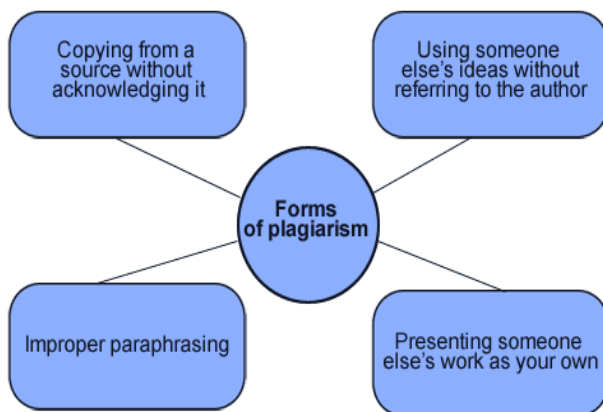 Copying from a
source without
acknowledging it
Using someone
else's ideas without
referring to the author
Forms
of plagiarism
Improper paraphrasing
Presenting someone
else's work as your own